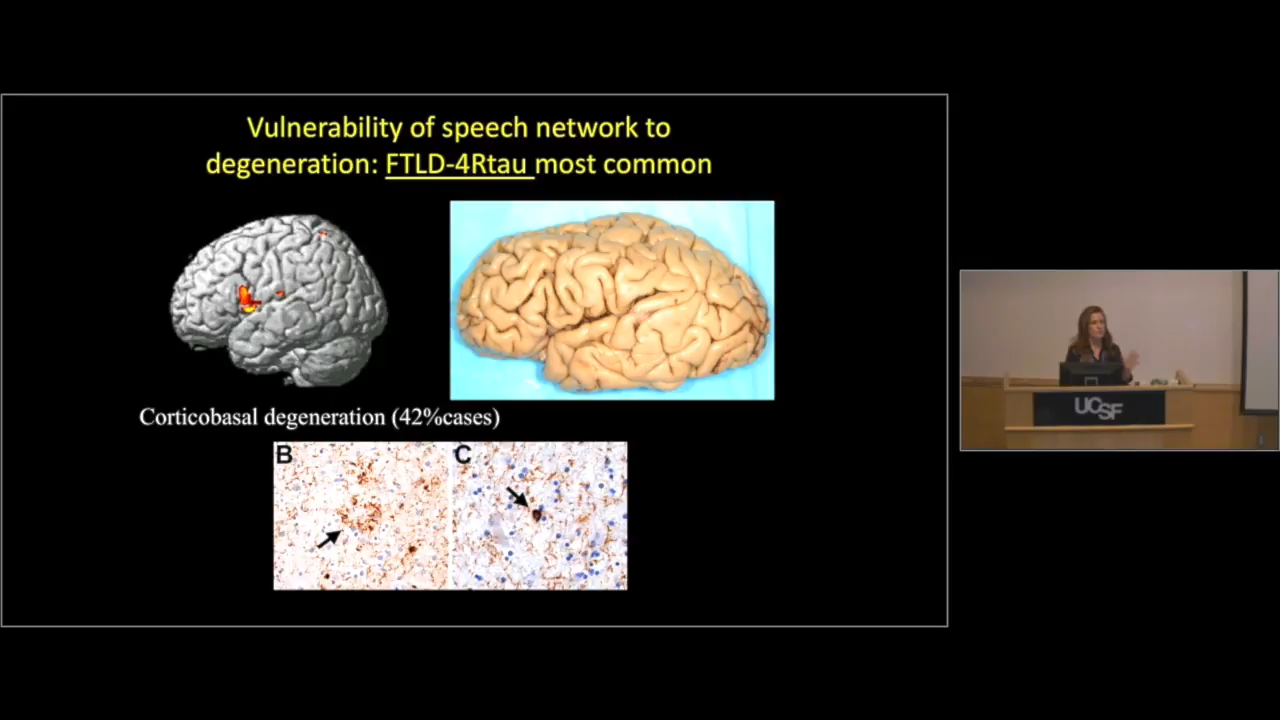 Vulnerability of speech network to
degeneration: FTLD-4Rtau most common
Corticobasal degeneration (42%cases)
B
C
UCSF